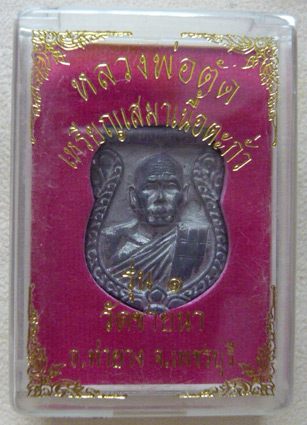 หลวงพ่อตัด
เหรียญเสมาเนื้อตะกั่ว
รุ่น ๑
วัดชายนา
อ.ท่ายาง จ.เพชรบุรี